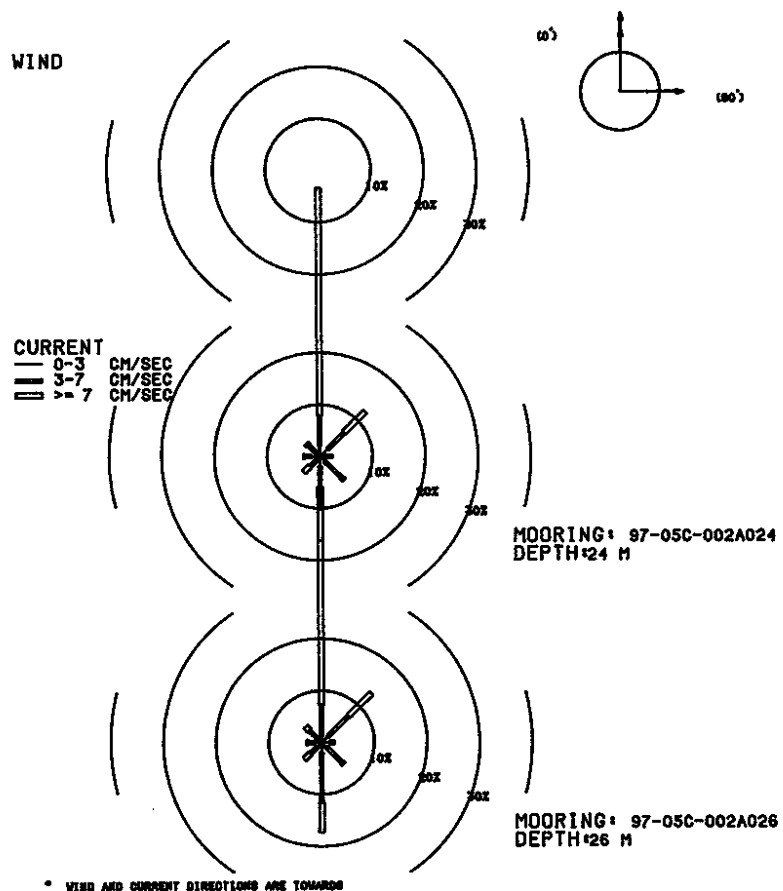 WIND
(0°)
(90°)
10%
20%
30%
CURRENT
0-3 CM/SEC
3-7 CM/SEC
>= 7 CM/SEC
10%
20%
30%
MOORING: 97-05C-002A024
DEPTH:24 M
10%
20%
30%
MOORING: 97-05C-002A026
DEPTH:26 M
* WIND AND CURRENT DIRECTIONS ARE TOWARDS